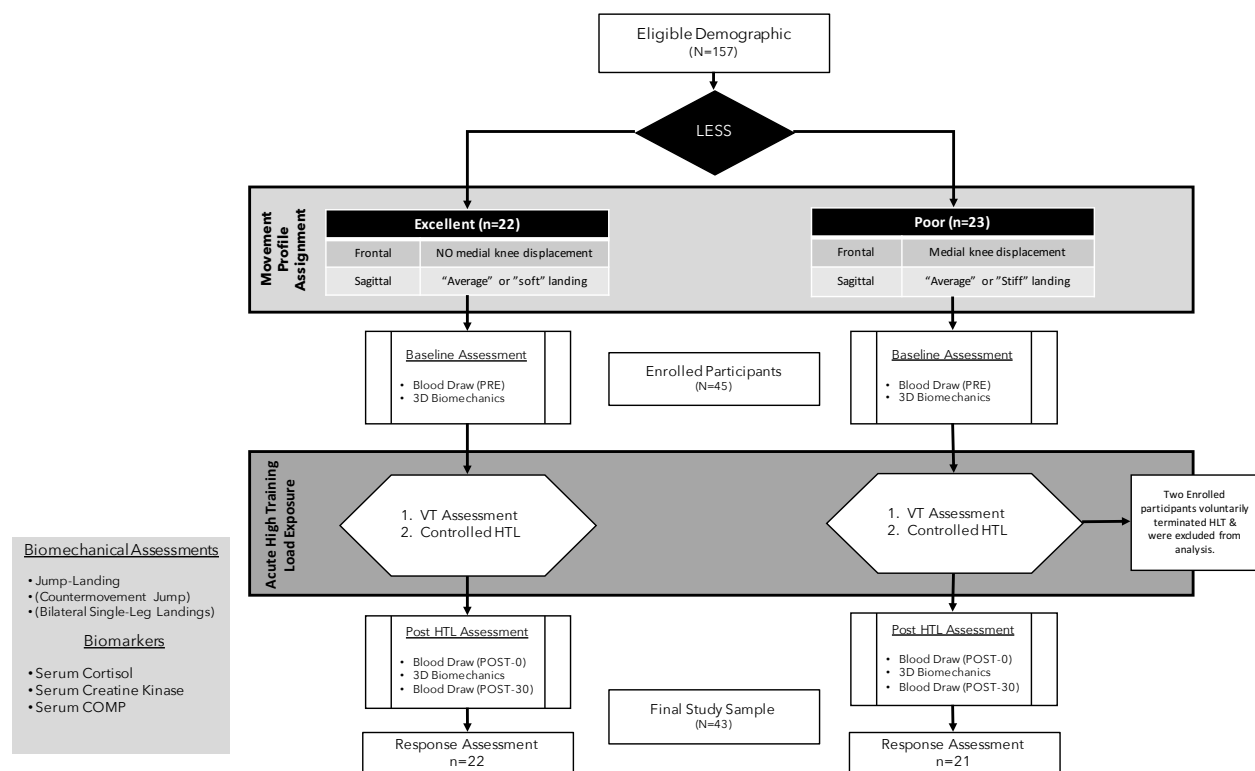 Eligible Demographic
(N=157)
LESS
Movement
Profile
Assignment
Excellent (n=22)
Frontal NO medial knee displacement
Sagittal “Average” or ”soft” landing
Poor (n=23)
Frontal Medial knee displacement
Sagittal “Average” or ”Stiff” landing
Baseline Assessment
• Blood Draw (PRE)
• 3D Biomechanics
Enrolled Participants
(N=45)
Baseline Assessment
• Blood Draw (PRE)
• 3D Biomechanics
Acute High Training
Load Exposure
1. VT Assessment
2. Controlled HTL
1. VT Assessment
2. Controlled HTL
Two Enrolled
participants voluntarily
terminated HLT &
were excluded from
analysis.
Biomechanical Assessments
• Jump-Landing
• (Countermovement Jump)
• (Bilateral Single-Leg Landings)
Biomarkers
• Serum Cortisol
• Serum Creatine Kinase
• Serum COMP
Post HTL Assessment
• Blood Draw (POST-0)
• 3D Biomechanics
• Blood Draw (POST-30)
Final Study Sample
(N=43)
Post HTL Assessment
• Blood Draw (POST-0)
• 3D Biomechanics
• Blood Draw (POST-30)
Response Assessment
n=22
Response Assessment
n=21